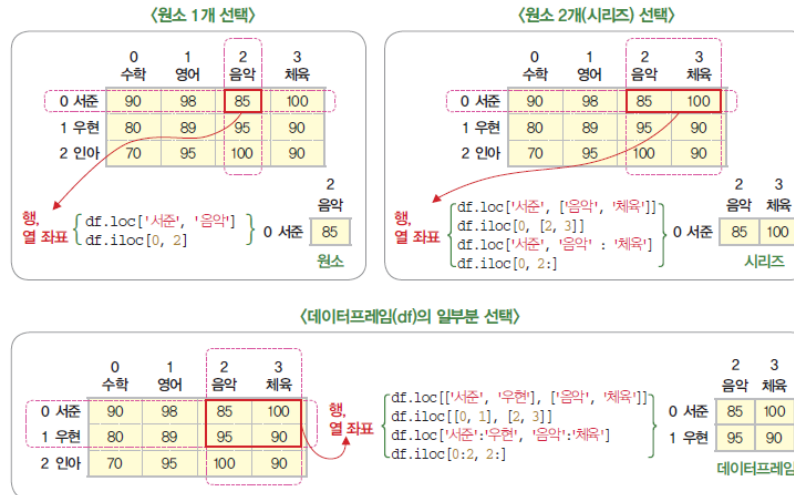 〈원소 1개 선택〉
0 1 2 3
수학 영어 음악 체육
0 서준 90 98 85 100
1 우현 80 89 95 90
2 인아 70 95 100 90
행,
열 좌표
df.loc['서준', '음악']
df.iloc[0, 2]
2
음악
0 서준 85
원소
〈원소 2개(시리즈) 선택〉
0 1 2 3
수학 영어 음악 체육
0 서준 90 98 85 100
1 우현 80 89 95 90
2 인아 70 95 100 90
행,
열 좌표
df.loc['서준', ['음악', '체육']]
df.iloc[0, [2, 3]]
df.loc['서준', '음악' : '체육']
df.iloc[0, 2:]
2 3
음악 체육
0 서준 85 100
시리즈
〈데이터프레임(df)의 일부분 선택〉
0 1 2 3
수학 영어 음악 체육
0 서준 90 98 85 100
1 우현 80 89 95 90
2 인아 70 95 100 90
행,
열 좌표
df.loc[['서준', '우현'], ['음악', '체육']]
df.iloc[[0, 1], [2, 3]]
df.loc['서준':'우현', '음악':'체육']
df.iloc[0:2, 2:]
2 3
음악 체육
0 서준 85 100
1 우현 95 90
데이터프레임